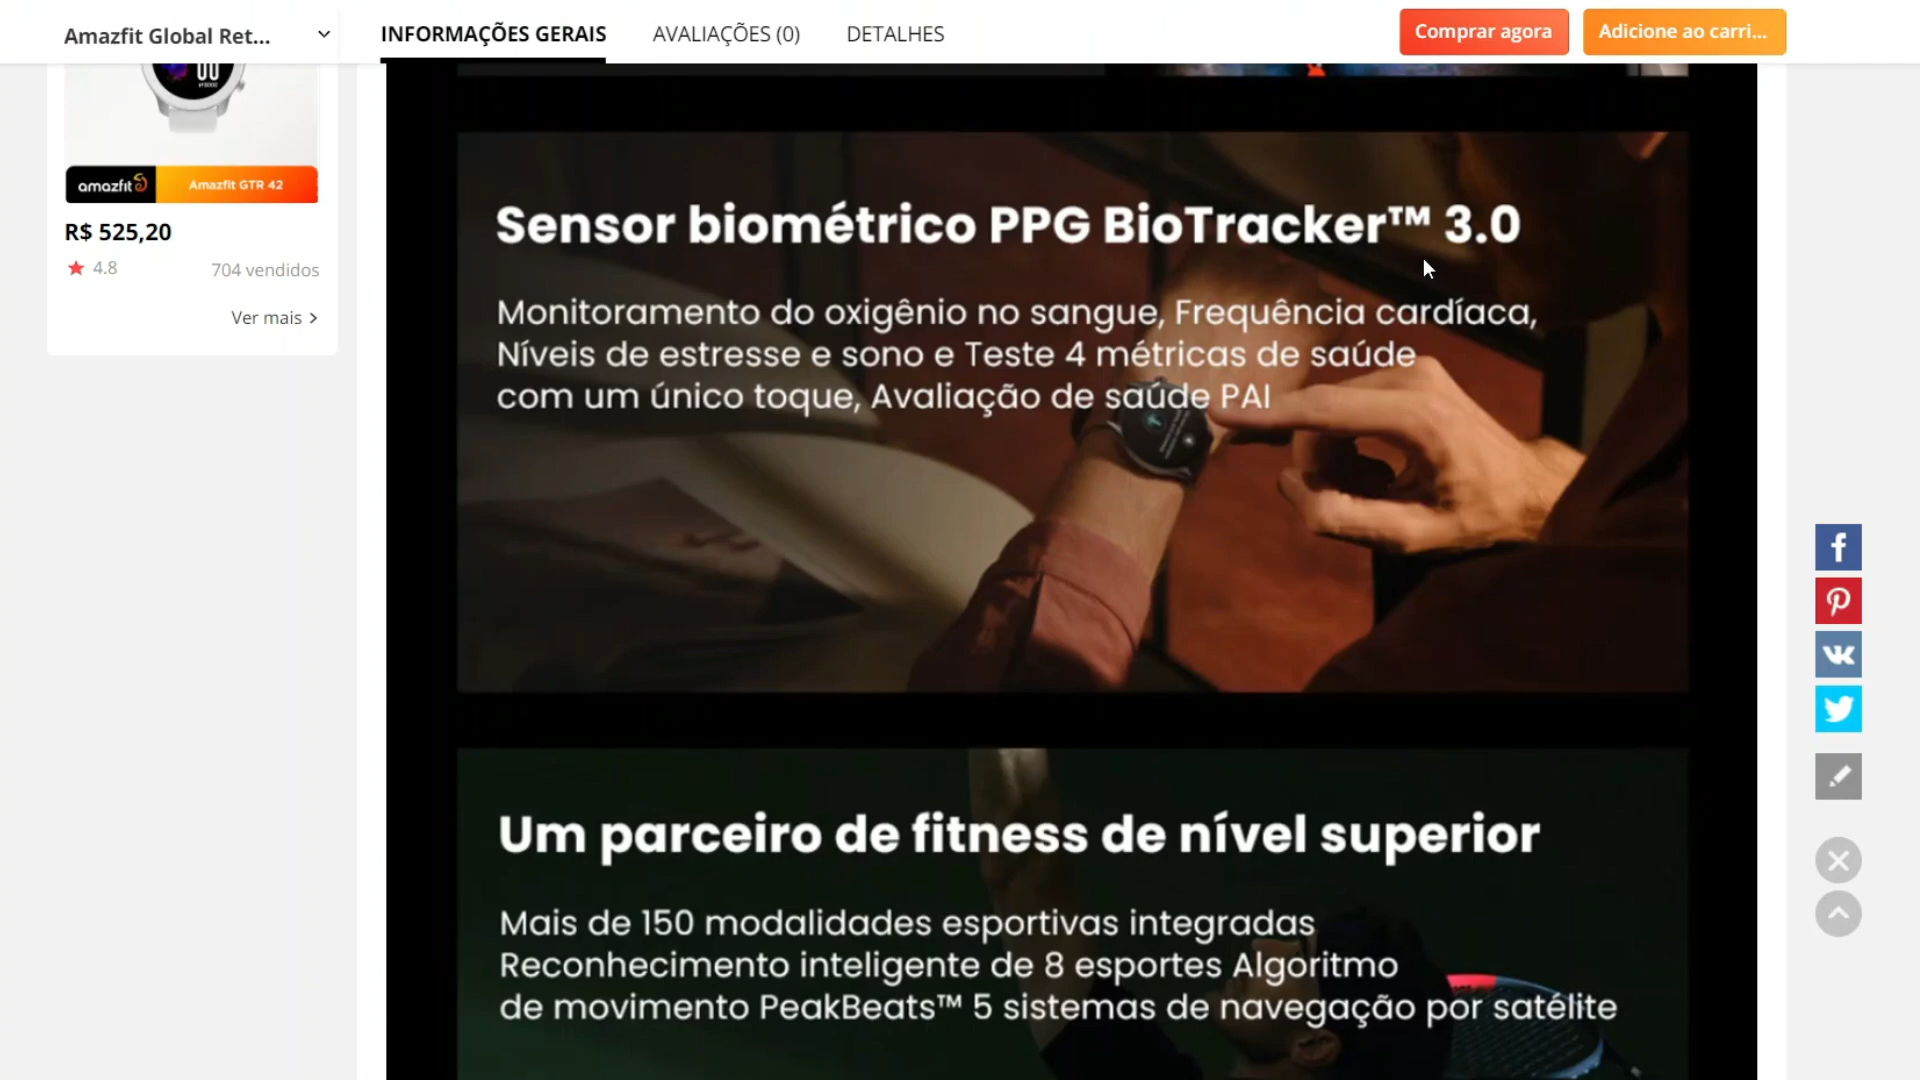 Amazfit Global Ret...
INFORMAÇÕES GERAIS
AVALIAÇÕES (0)
DETALHES
Comprar agora
Adicione ao carri...
00
amazfit
Amazfit GTR 42
R$ 525,20
4.8
704 vendidos
Ver mais
Sensor biométrico PPG BioTracker™ 3.0
Monitoramento do oxigênio no sangue, Frequência cardíaca,
Níveis de estresse e sono e Teste 4 métricas de saúde
com um único toque, Avaliação de saúde PAI
Um parceiro de fitness de nível superior
Mais de 150 modalidades esportivas integradas
Reconhecimento inteligente de 8 esportes Algoritmo
de movimento PeakBeats™ 5 sistemas de navegação por satélite